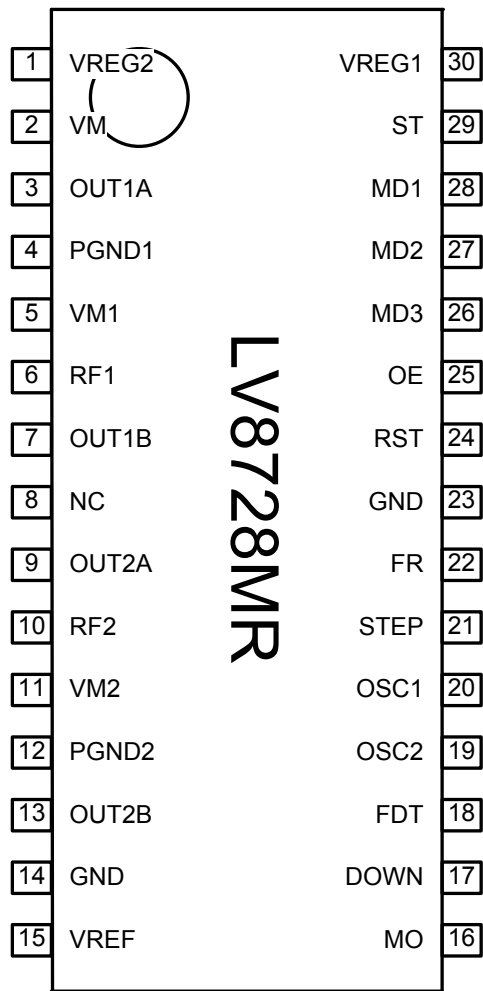 1 VREG2 VREG1 30
2 VM ST 29
3 OUT1A MD1 28
4 PGND1 MD2 27
5 VM1 MD3 26
6 RF1 OE 25
7 OUT1B RST 24
8 NC GND 23
9 OUT2A FR 22
10 RF2 STEP 21
11 VM2 OSC1 20
12 PGND2 OSC2 19
13 OUT2B FDT 18
14 GND DOWN 17
15 VREF MO 16
LV8728MR